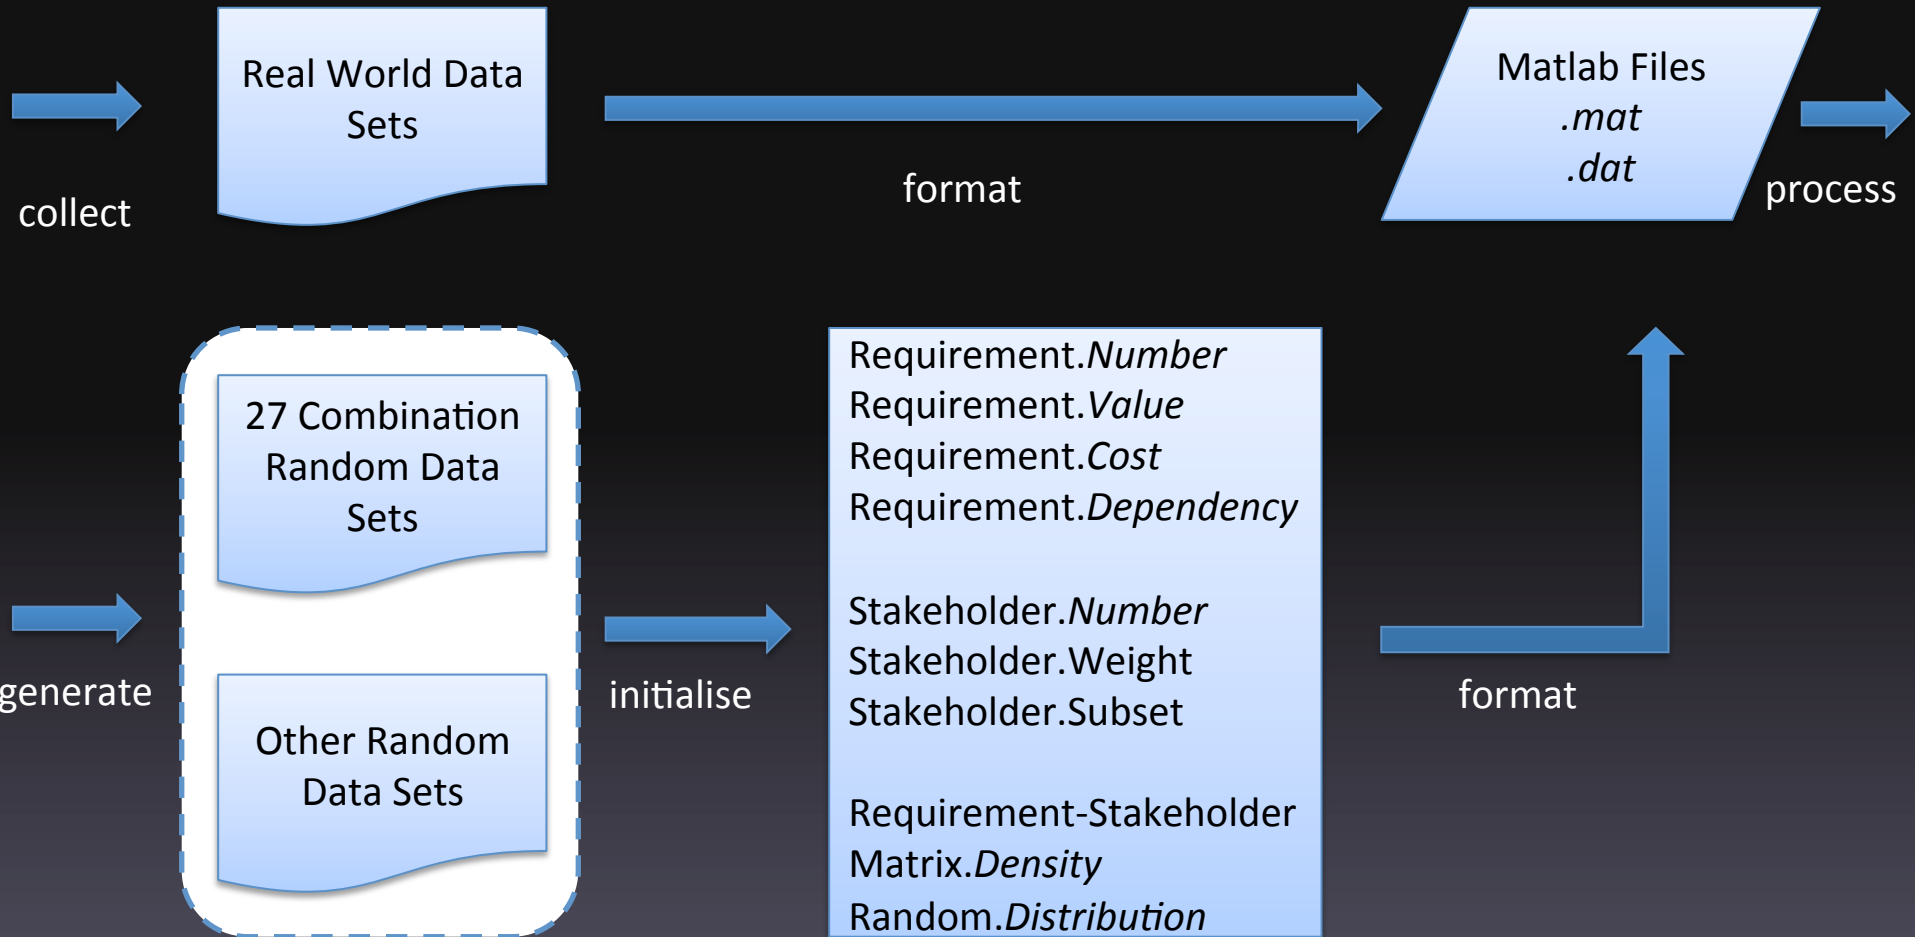 Real World Data
Sets
Matlab Files
.mat
.dat
collect
format
process
27 Combination
Random Data
Sets
Other Random
Data Sets
generate
initialise
Requirement.Number
Requirement.Value
Requirement.Cost
Requirement.Dependency
Stakeholder.Number
Stakeholder.Weight
Stakeholder.Subset
Requirement-Stakeholder
Matrix.Density
Random.Distribution
format